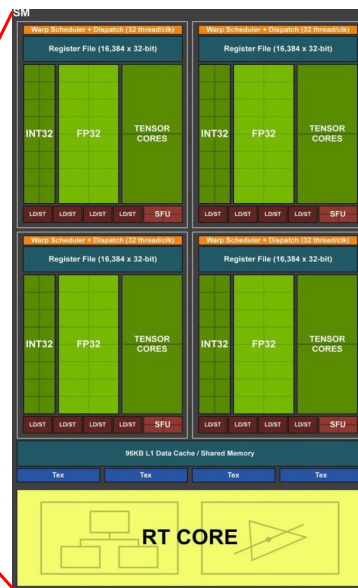 SM
Warp Scheduler + Dispatch (32 thread/clk)
Register File (16,384 x 32-bit)
INT32
FP32
TENSOR
CORES
LD/ST LD/ST LD/ST LD/ST SFU
Warp Scheduler + Dispatch (32 thread/clk)
Register File (16,384 x 32-bit)
INT32
FP32
TENSOR
CORES
LD/ST LD/ST LD/ST LD/ST SFU
Warp Scheduler + Dispatch (32 thread/clk)
Register File (16,384 x 32-bit)
INT32
FP32
TENSOR
CORES
LD/ST LD/ST LD/ST LD/ST SFU
Warp Scheduler + Dispatch (32 thread/clk)
Register File (16,384 x 32-bit)
INT32
FP32
TENSOR
CORES
LD/ST LD/ST LD/ST LD/ST SFU
96KB L1 Data Cache / Shared Memory
Tex Tex Tex Tex
RT CORE